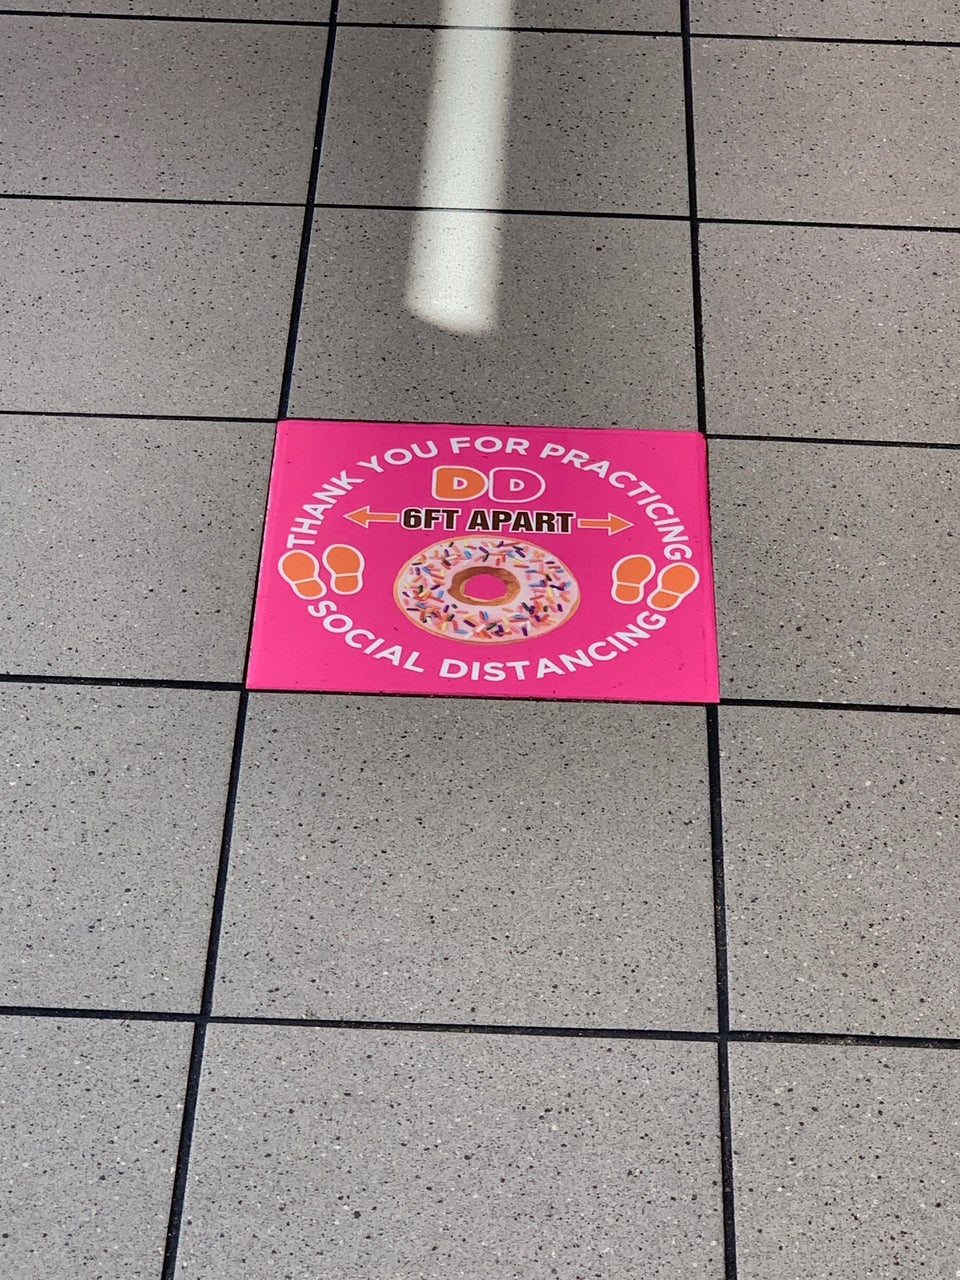 THANK YOU FOR PRACTICING
DD
6FT APART
SOCIAL DISTANCING